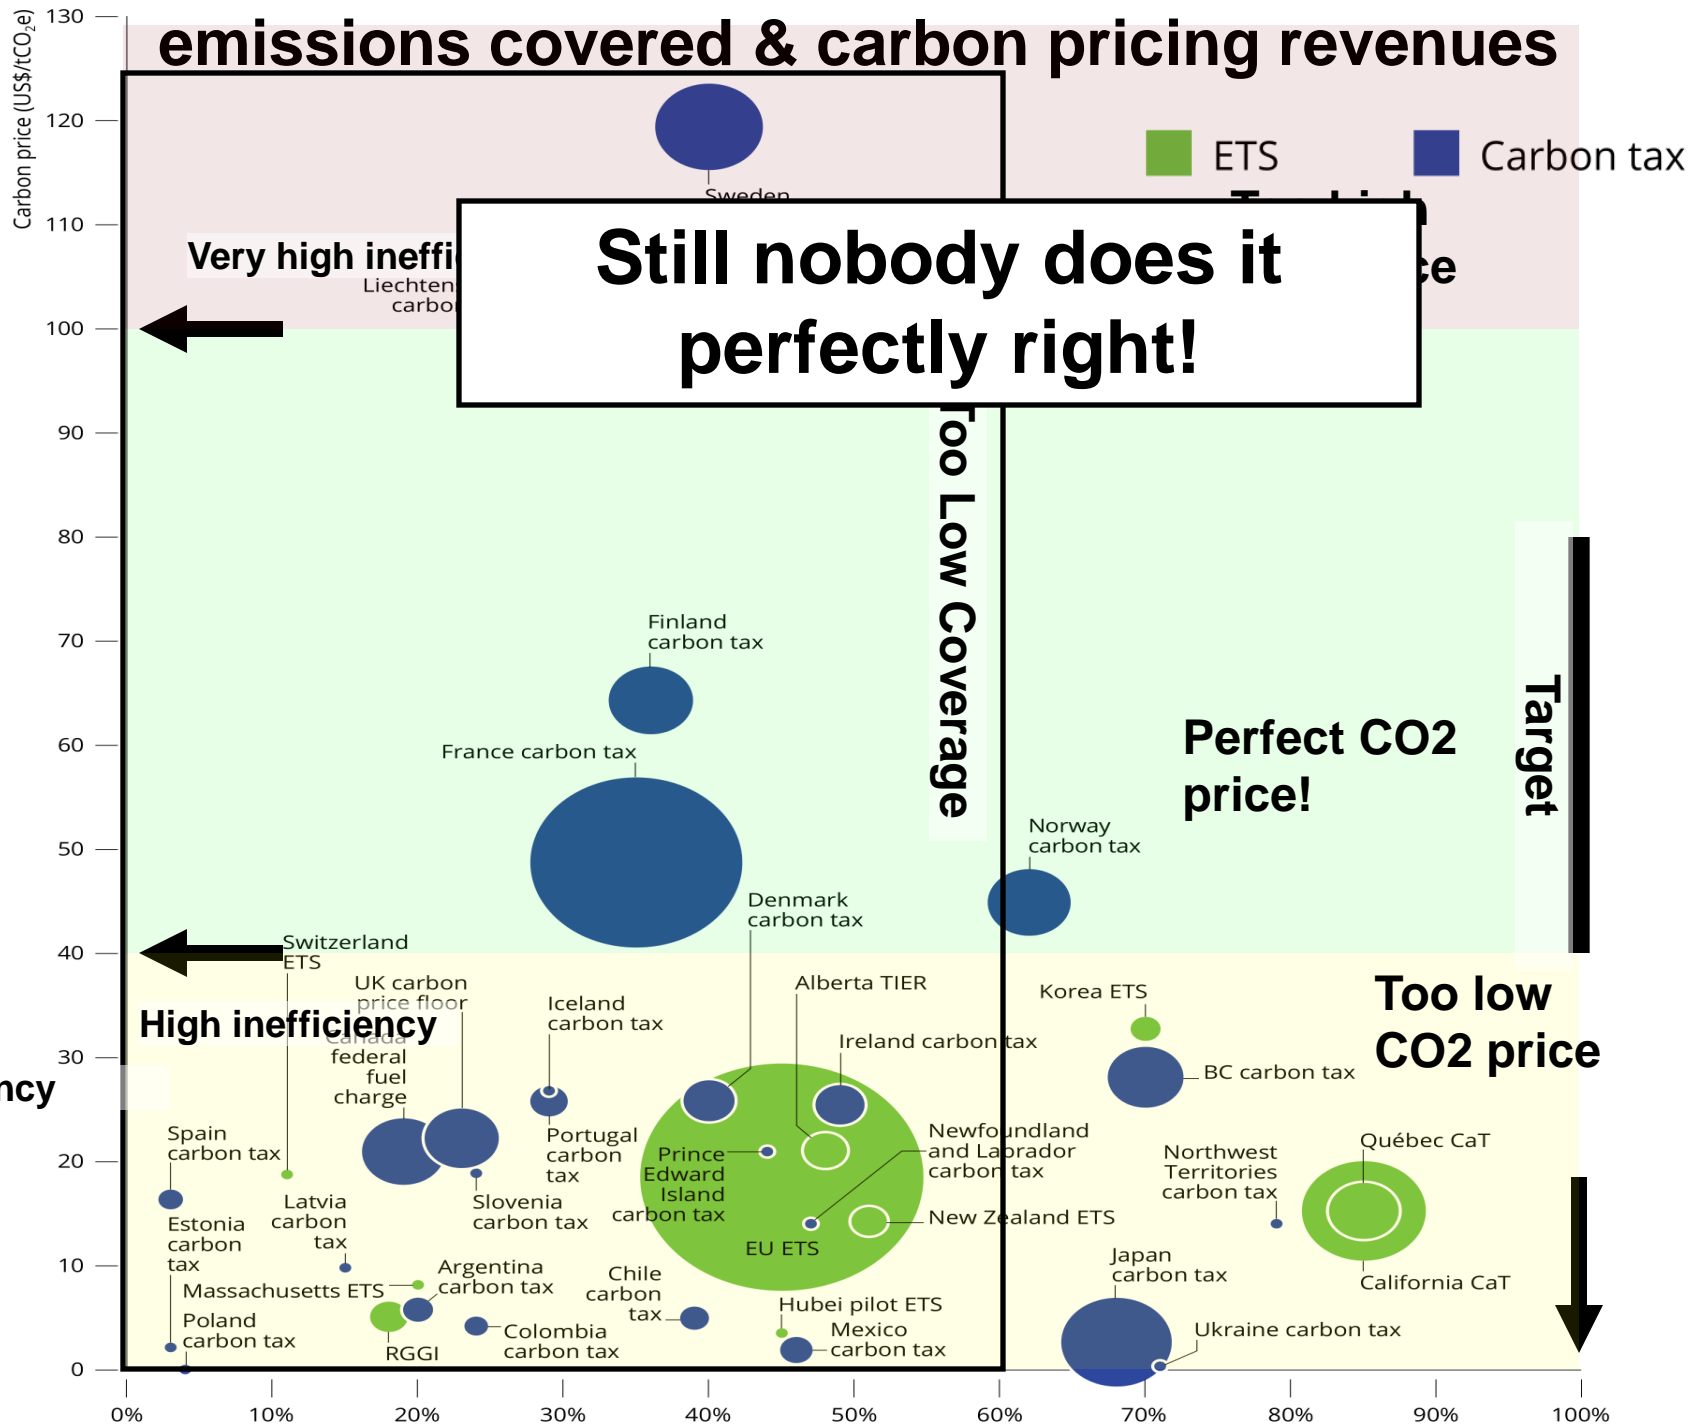 emissions covered & carbon pricing revenues
Carbon price (US$/tCO₂e)
130
120
110
100
90
80
70
60
50
40
30
20
10
0
ETS
Carbon tax
Sweden
Very high
Still nobody does it
perfectly right!
Too Low Coverage
Finland
carbon tax
France carbon tax
Perfect CO2
price!
Target
Norway
carbon tax
Denmark
carbon tax
Switzerland
ETS
UK carbon
price floor
High inefficiency
Canada
federal
fuel
charge
Iceland
carbon tax
Alberta TIER
Ireland carbon tax
Korea ETS
Too low
CO2 price
BC carbon tax
Spain
carbon tax
Portugal
carbon
tax
Prince
Edward
Island
carbon tax
Newfoundland
and Labrador
carbon tax
Northwest
Territories
carbon tax
Québec CaT
Latvia
carbon
tax
Slovenia
carbon tax
Estonia
carbon
tax
New Zealand ETS
EU ETS
Massachusetts ETS
Argentina
carbon tax
Chile
carbon
tax
Japan
carbon tax
California CaT
Poland
carbon tax
RGGI
Colombia
carbon tax
Hubei pilot ETS
Mexico
carbon tax
Ukraine carbon tax
0%
10%
20%
30%
40%
50%
60%
70%
80%
90%
100%